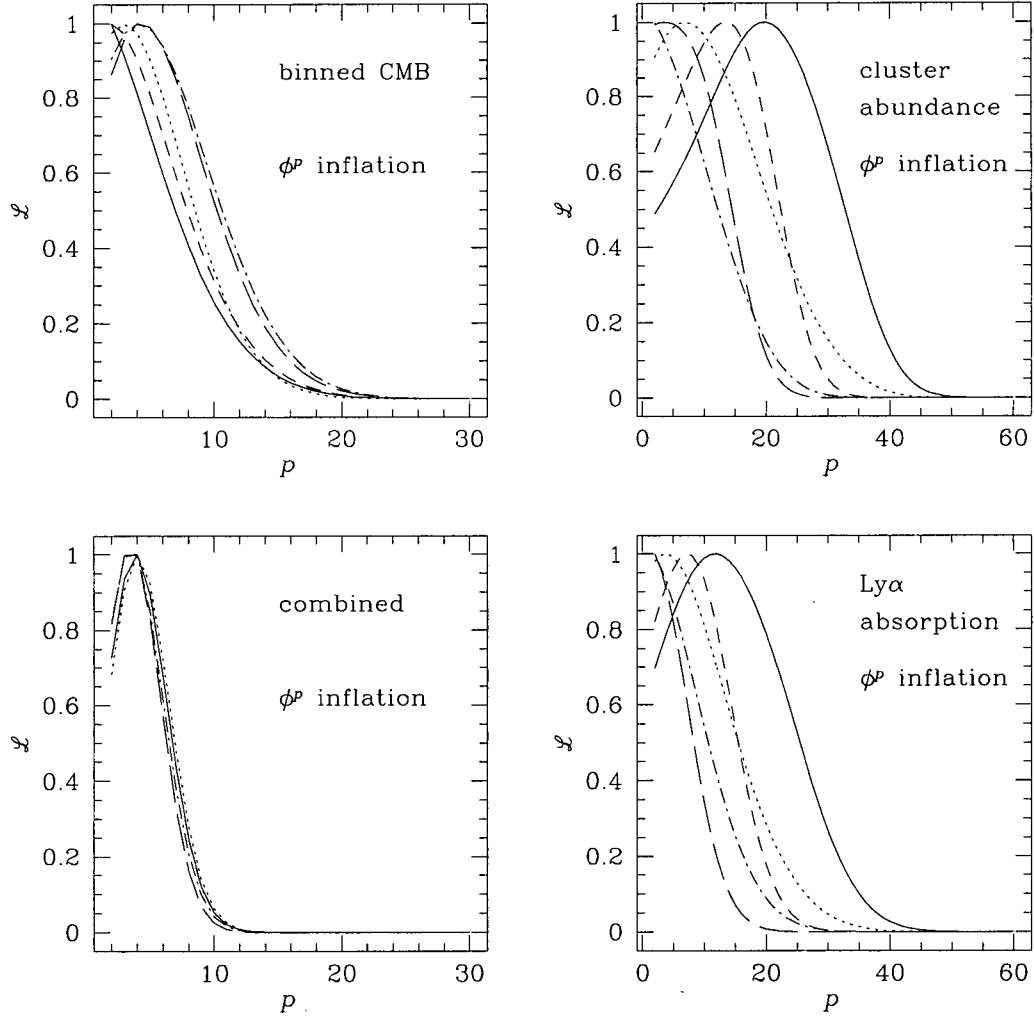 1
0.8
0.6
0.4
0.2
0
ℒ
binned CMB
ϕᵖ inflation
10
20
30
p
1
0.8
0.6
0.4
0.2
0
ℒ
cluster
abundance
ϕᵖ inflation
0
20
40
60
p
1
0.8
0.6
0.4
0.2
0
ℒ
combined
ϕᵖ inflation
10
20
30
p
1
0.8
0.6
0.4
0.2
0
ℒ
Lyα
absorption
ϕᵖ inflation
0
20
40
60
p